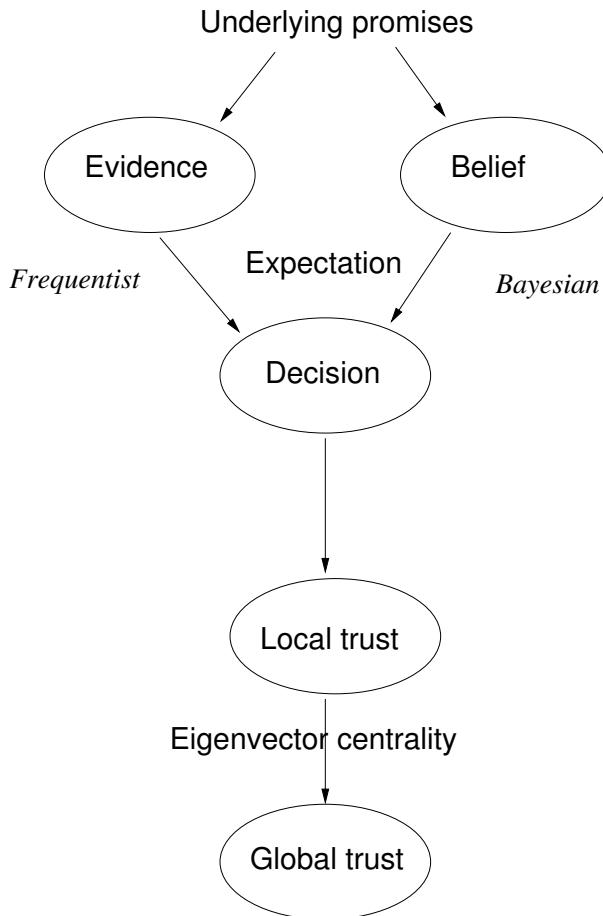 Underlying promises
Evidence
Belief
Expectation
Frequentist
Bayesian
Decision
Local trust
Eigenvector centrality
Global trust